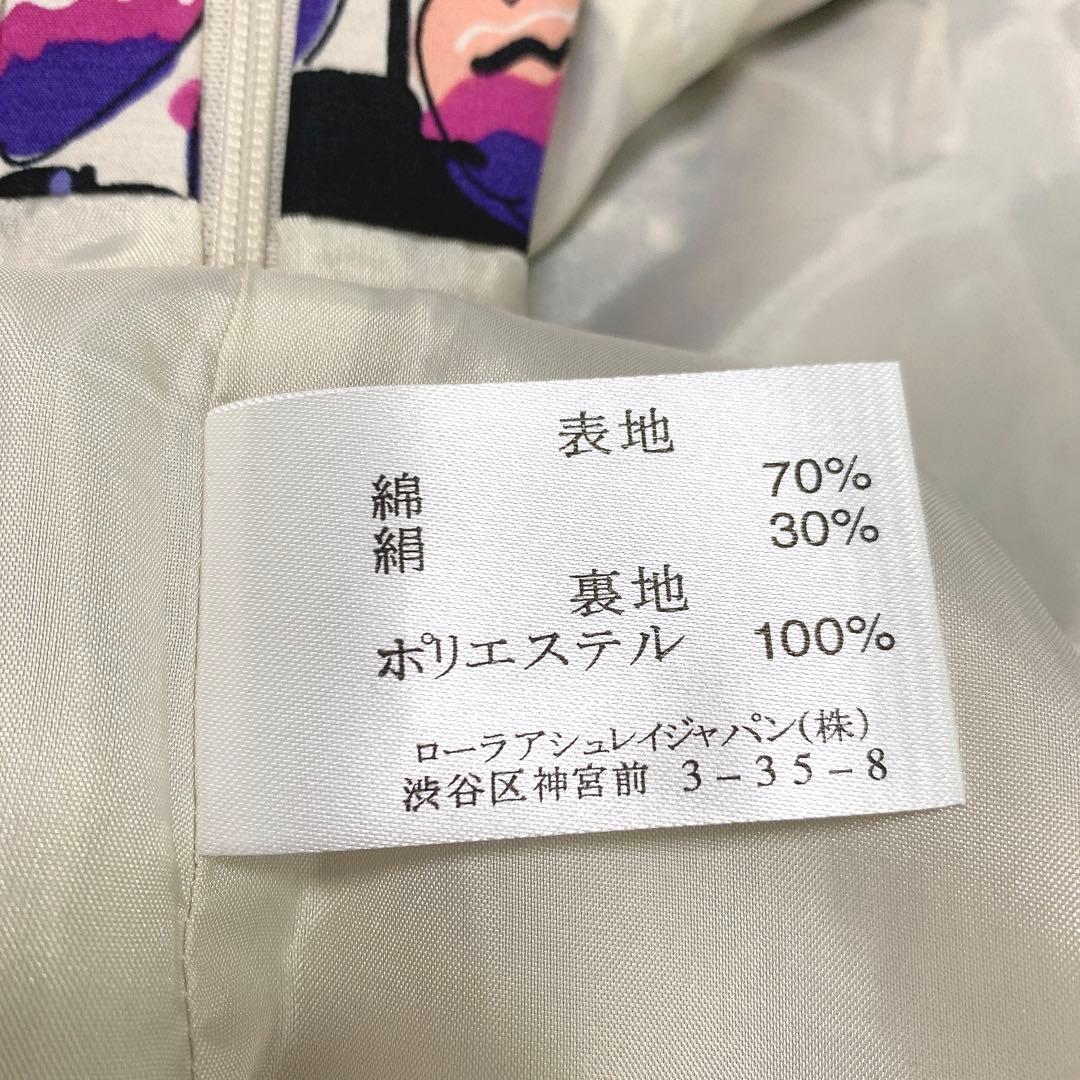 表地
綿 70%
絹 30%
裏地
ポリエステル 100%
ローラアシュレイジャパン(株)
渋谷区神宮前 3-35-8